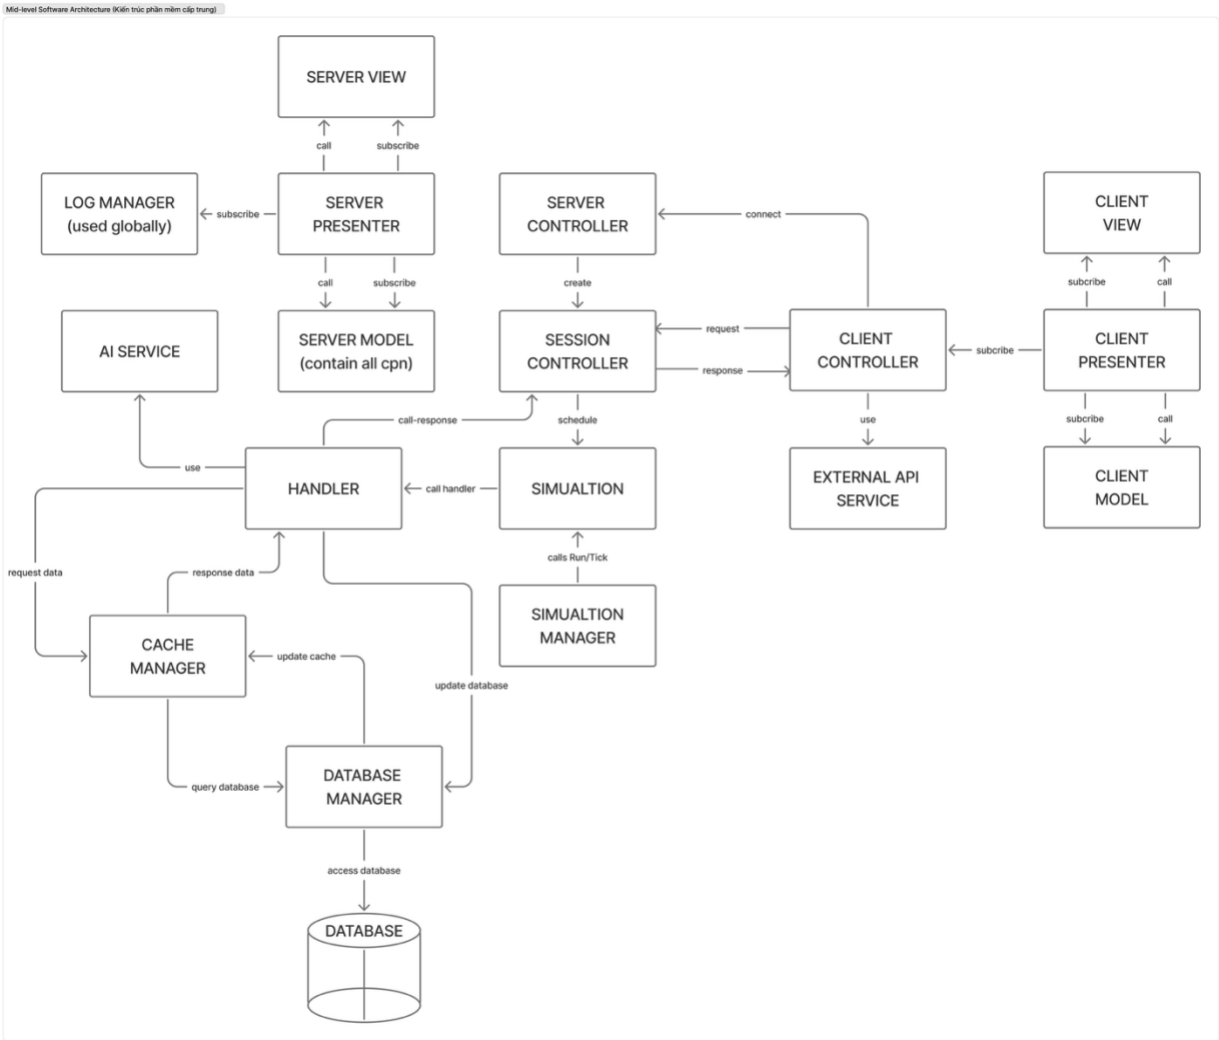 Mid-level Software Architecture (Kiến trúc phần mềm cấp trung)
SERVER VIEW
call
subscribe
LOG MANAGER
(used globally)
subscribe
SERVER
PRESENTER
SERVER
CONTROLLER
connect
CLIENT
VIEW
call
subscribe
create
subcribe
call
AI SERVICE
SERVER MODEL
(contain all cpn)
SESSION
CONTROLLER
request
response
CLIENT
CONTROLLER
subcribe
CLIENT
PRESENTER
call-response
schedule
use
subcribe
call
use
HANDLER
call handler
SIMUALTION
EXTERNAL API
SERVICE
CLIENT
MODEL
calls Run/Tick
request data
response data
SIMUALTION
MANAGER
CACHE
MANAGER
update cache
update database
query database
DATABASE
MANAGER
access database
DATABASE